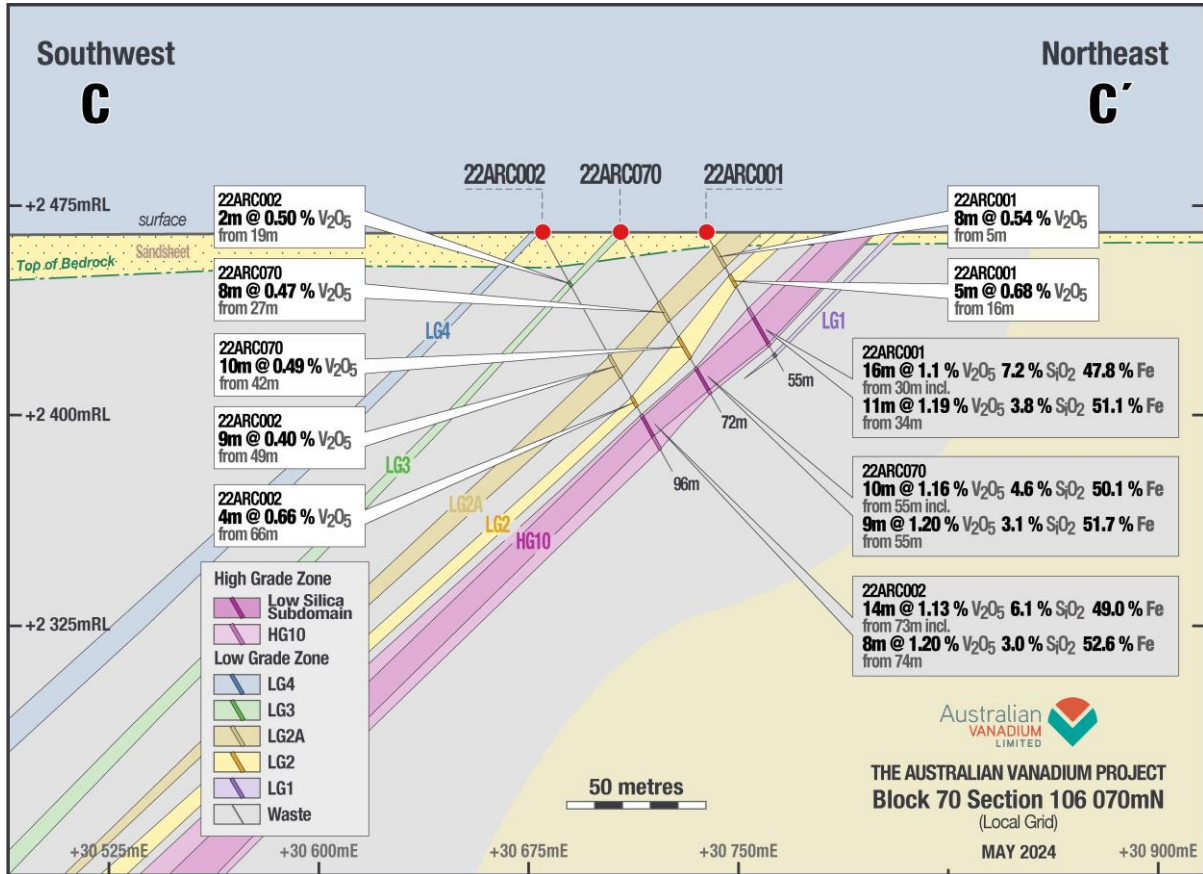 Southwest
C
Northeast
C´
22ARC002
22ARC070
22ARC001
+2 475mRL
surface
Sandsheet
Top of Bedrock
22ARC002
2m @ 0.50 % V₂O₅
from 19m
22ARC070
8m @ 0.47 % V₂O₅
from 27m
22ARC070
10m @ 0.49 % V₂O₅
from 42m
+2 400mRL
22ARC002
9m @ 0.40 % V₂O₅
from 49m
22ARC002
4m @ 0.66 % V₂O₅
from 66m
22ARC001
8m @ 0.54 % V₂O₅
from 5m
22ARC001
5m @ 0.68 % V₂O₅
from 16m
22ARC001
16m @ 1.1 % V₂O₅ 7.2 % SiO₂ 47.8 % Fe
from 30m incl.
11m @ 1.19 % V₂O₅ 3.8 % SiO₂ 51.1 % Fe
from 34m
22ARC070
10m @ 1.16 % V₂O₅ 4.6 % SiO₂ 50.1 % Fe
from 55m incl.
9m @ 1.20 % V₂O₅ 3.1 % SiO₂ 51.7 % Fe
from 55m
22ARC002
14m @ 1.13 % V₂O₅ 6.1 % SiO₂ 49.0 % Fe
from 73m incl.
8m @ 1.20 % V₂O₅ 3.0 % SiO₂ 52.6 % Fe
from 74m
LG4
LG3
LG2A
LG2
HG10
LG1
55m
72m
96m
+2 325mRL
High Grade Zone
Low Silica
Subdomain
HG10
Low Grade Zone
LG4
LG3
LG2A
LG2
LG1
Waste
50 metres
Australian
VANADIUM
LIMITED
THE AUSTRALIAN VANADIUM PROJECT
Block 70 Section 106 070mN
(Local Grid)
MAY 2024
+30 525mE
+30 600mE
+30 675mE
+30 750mE
+30 900mE